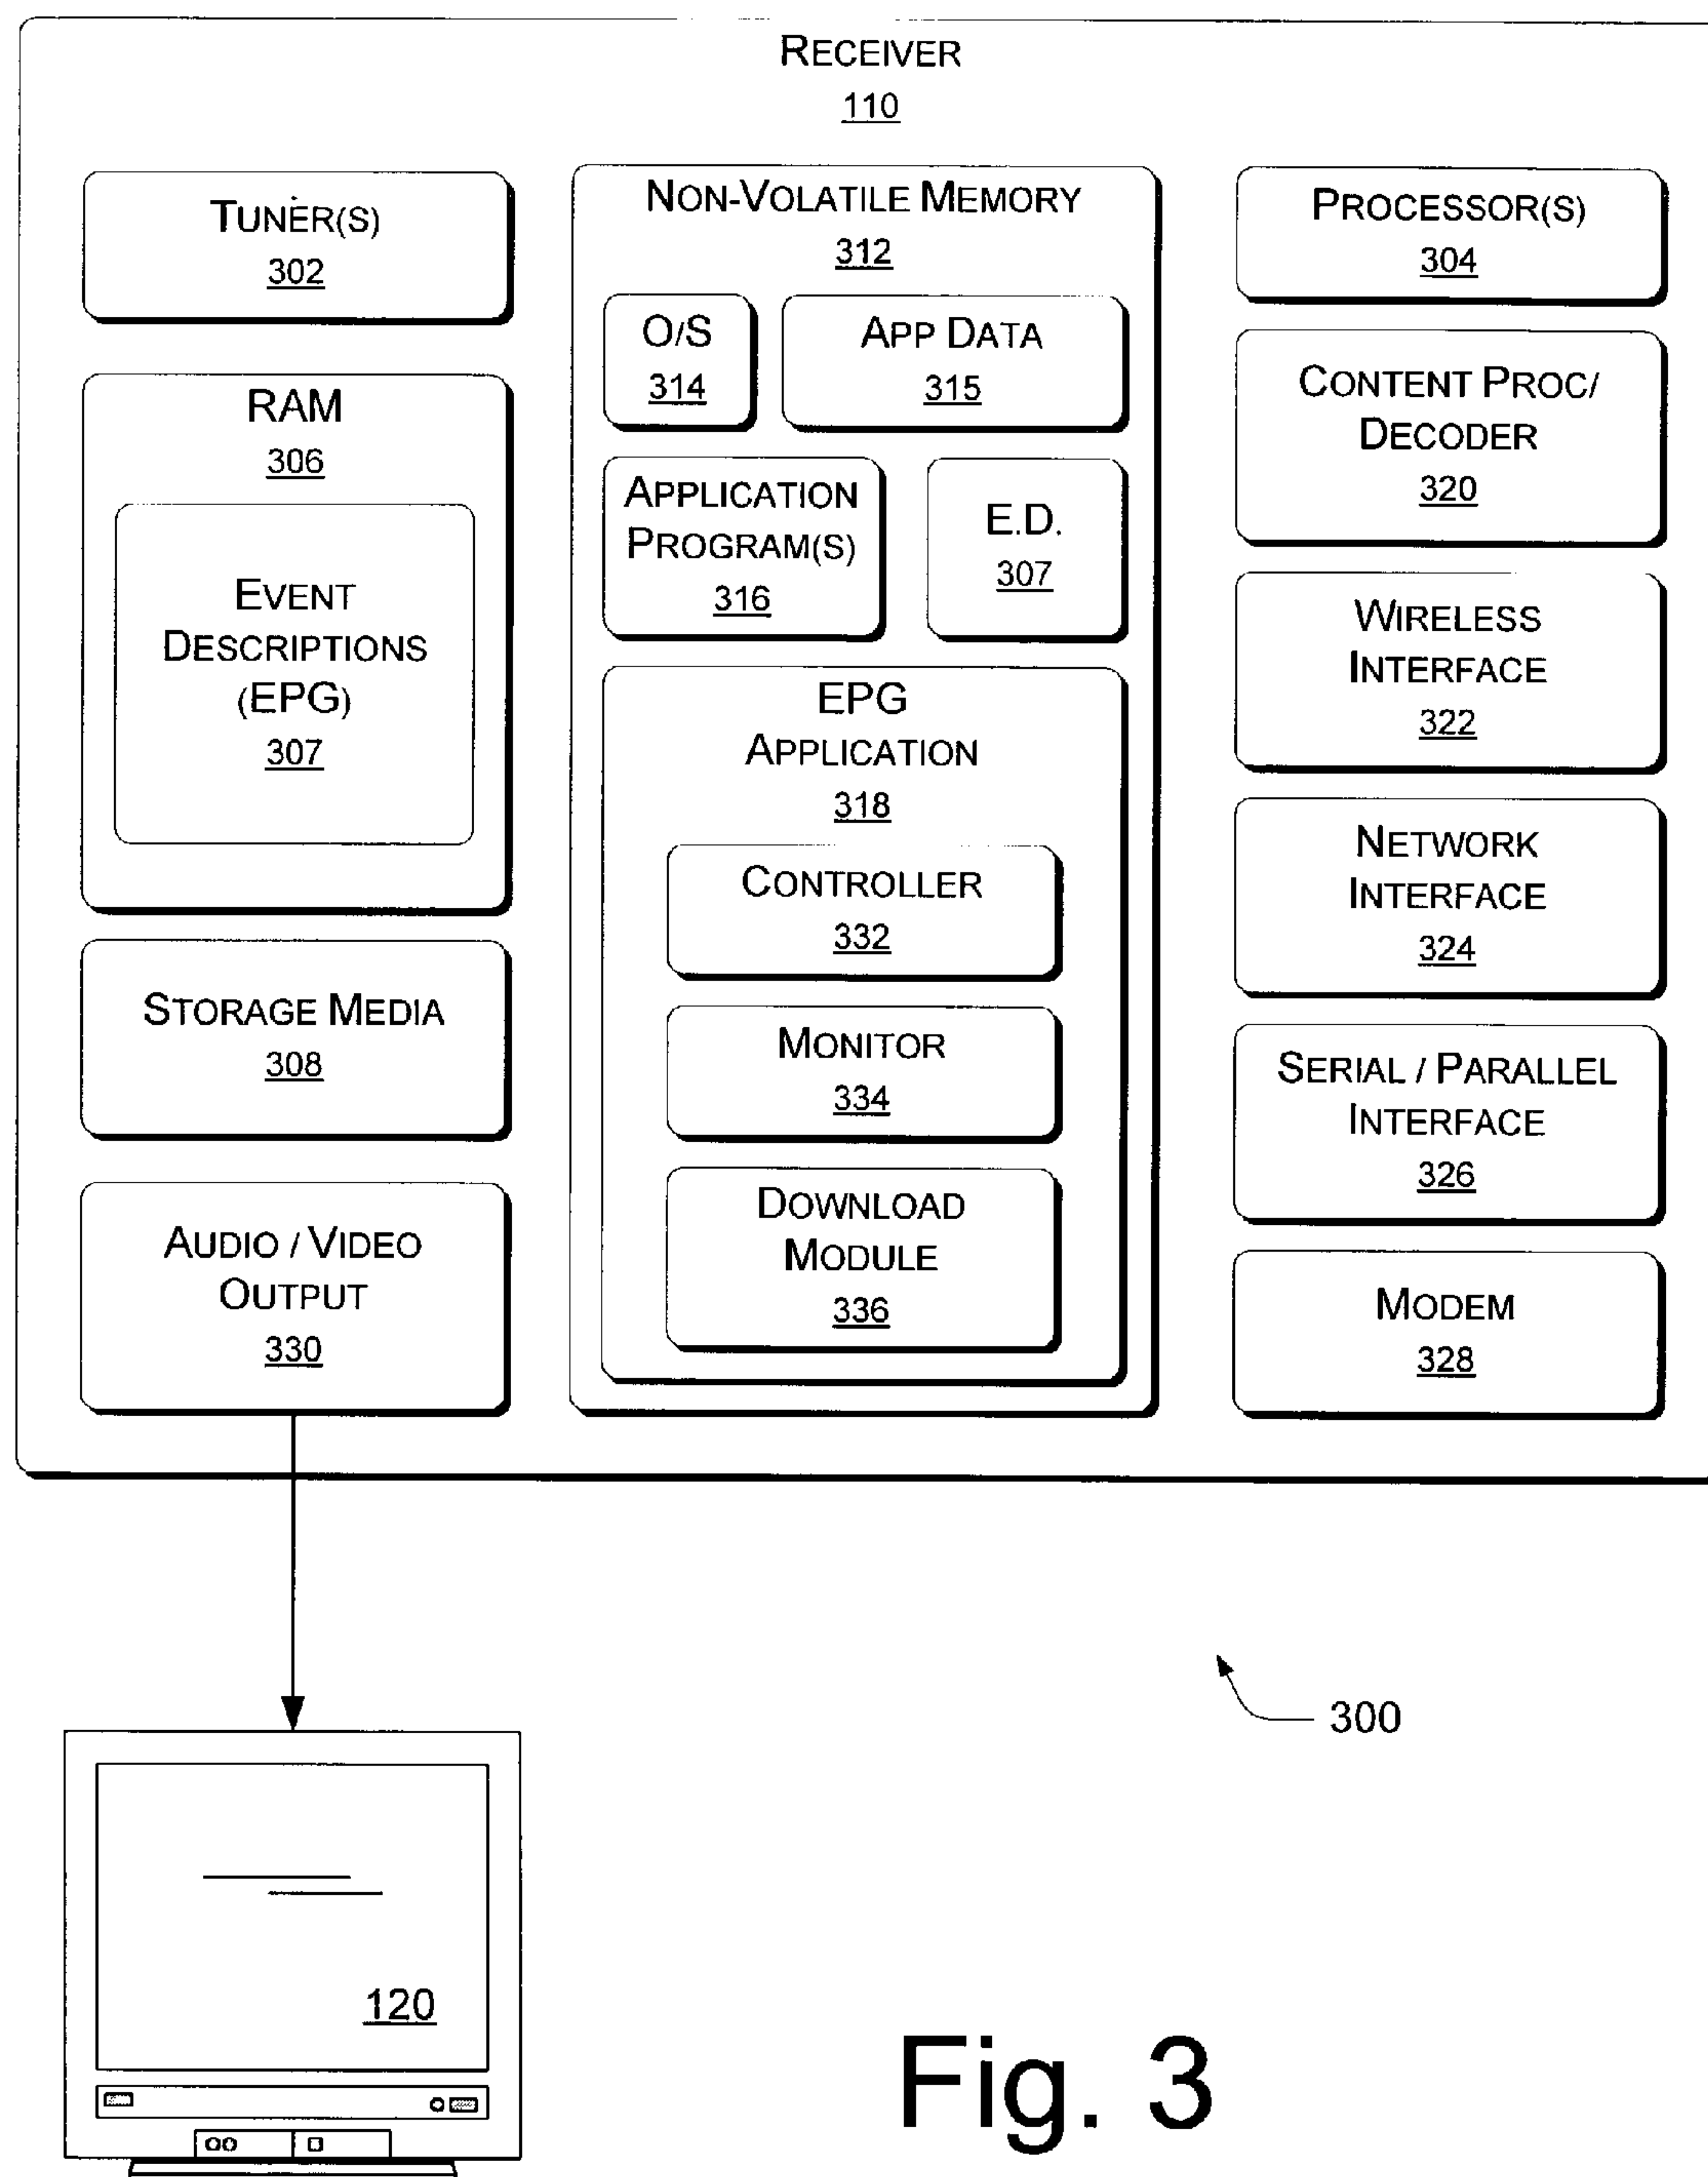 RECEIVER
110
TUNER(S)
302
RAM
306
EVENT
DESCRIPTIONS
(EPG)
307
STORAGE MEDIA
308
AUDIO / VIDEO
OUTPUT
330
NON-VOLATILE MEMORY
312
O/S
314
APP DATA
315
APPLICATION
PROGRAM(S)
316
E.D.
307
EPG
APPLICATION
318
CONTROLLER
332
MONITOR
334
DOWNLOAD
MODULE
336
PROCESSOR(S)
304
CONTENT PROC/
DECODER
320
WIRELESS
INTERFACE
322
NETWORK
INTERFACE
324
SERIAL / PARALLEL
INTERFACE
326
MODEM
328
300
120
Fig. 3